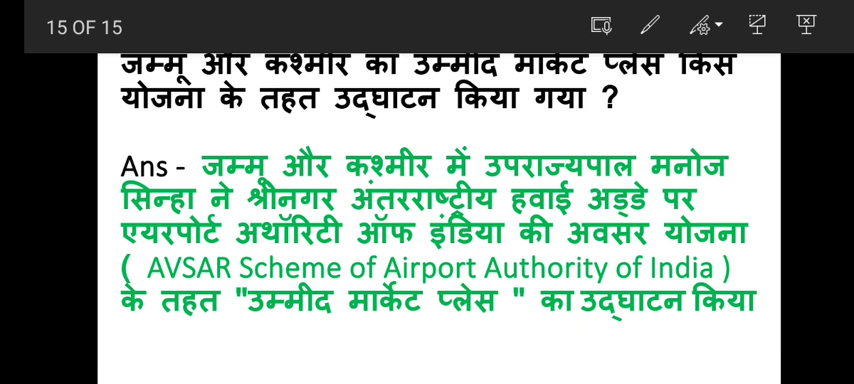 15 OF 15
जम्मू और कश्मीर का उम्मीद मार्केट प्लेस किस
योजना के तहत उद्घाटन किया गया ?
Ans - जम्मू और कश्मीर में उपराज्यपाल मनोज
सिन्हा ने श्रीनगर अंतरराष्ट्रीय हवाई अड्डे पर
एयरपोर्ट अथॉरिटी ऑफ इंडिया की अवसर योजना
( AVSAR Scheme of Airport Authority of India )
के तहत "उम्मीद मार्केट प्लेस " का उद्घाटन किया